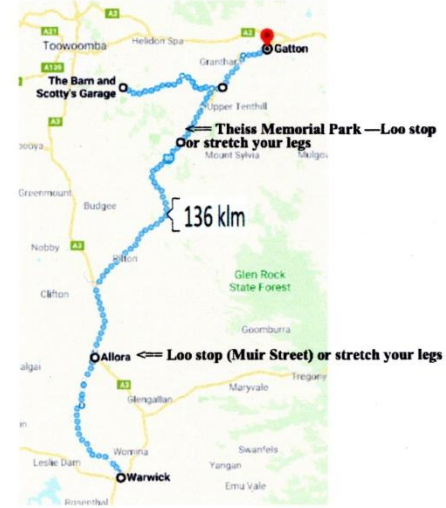 A2
A21
Toowoomba
Helidon Spa
A2
Gatton
Grantham
A139
The Barn and
Scotty's Garage
Upper Tenthill
A3
<== Theiss Memorial Park —Loo stop
or stretch your legs
Mount Sylvia
Mulgo
Greenmount
Budgee
136 klm
Nobby
A3
Pilton
Clifton
Glen Rock
State Forest
Goomburra
Allora <== Loo stop (Muir Street) or stretch your legs
algai
A3
Tregony
Glengallan
Maryvale
Womina
Swanfels
Leslie Dam
Yangan
Warwick
Emu Vale
Rosenthal